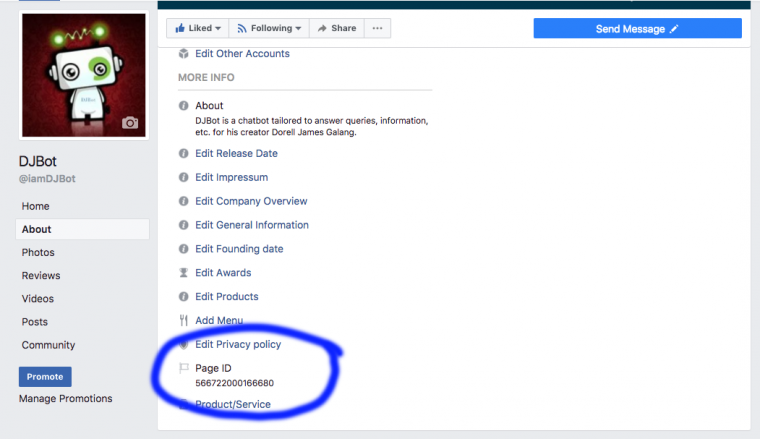 Liked
Following
Share
Send Message
Edit Other Accounts
MORE INFO
About
DJBot is a chatbot tailored to answer queries, information,
etc. for his creator Dorell James Galang.
Edit Release Date
Edit Impressum
Edit Company Overview
Edit General Information
Edit Founding date
Edit Awards
Edit Products
Add Menu
Edit Privacy policy
Page ID
566722000166680
Product/Service
DJBot
DJBot
@iamDJBot
Home
About
Photos
Reviews
Videos
Posts
Community
Promote
Manage Promotions